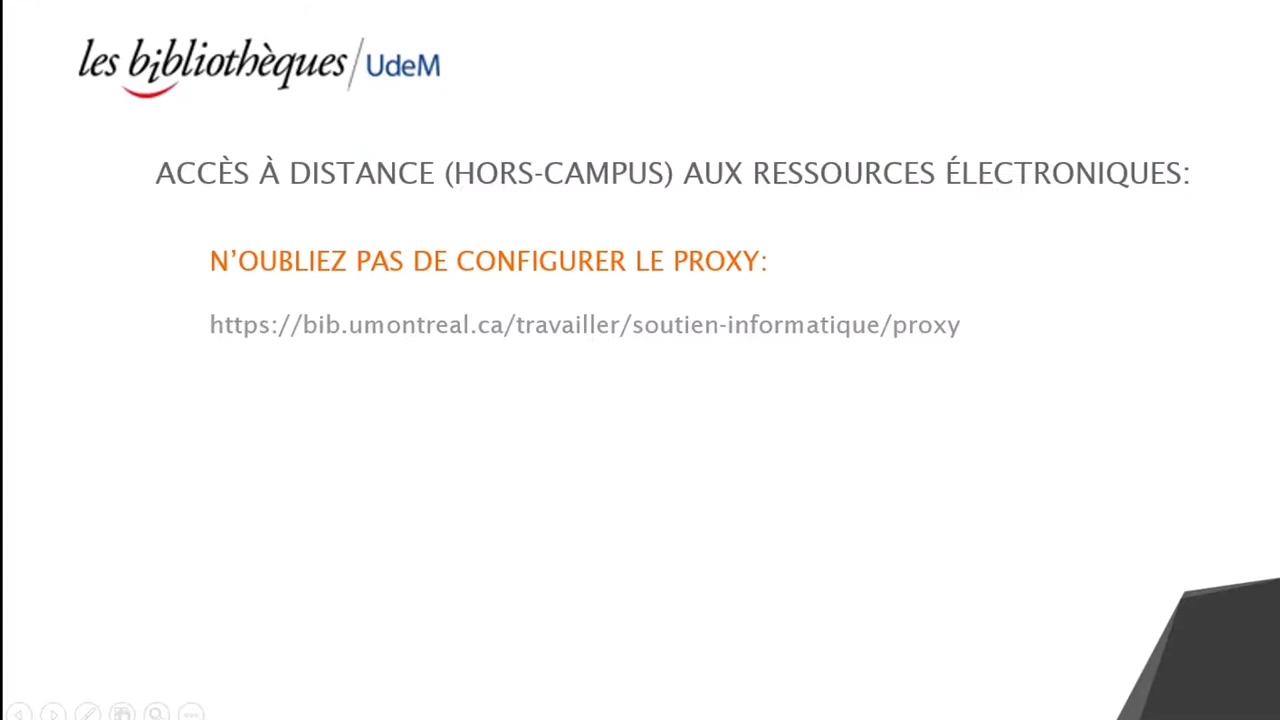 les bibliothèques/UdeM
ACCÈS À DISTANCE (HORS-CAMPUS) AUX RESSOURCES ÉLECTRONIQUES:
N’OUBLIEZ PAS DE CONFIGURER LE PROXY:
https://bib.umontreal.ca/travailler/soutien-informatique/proxy